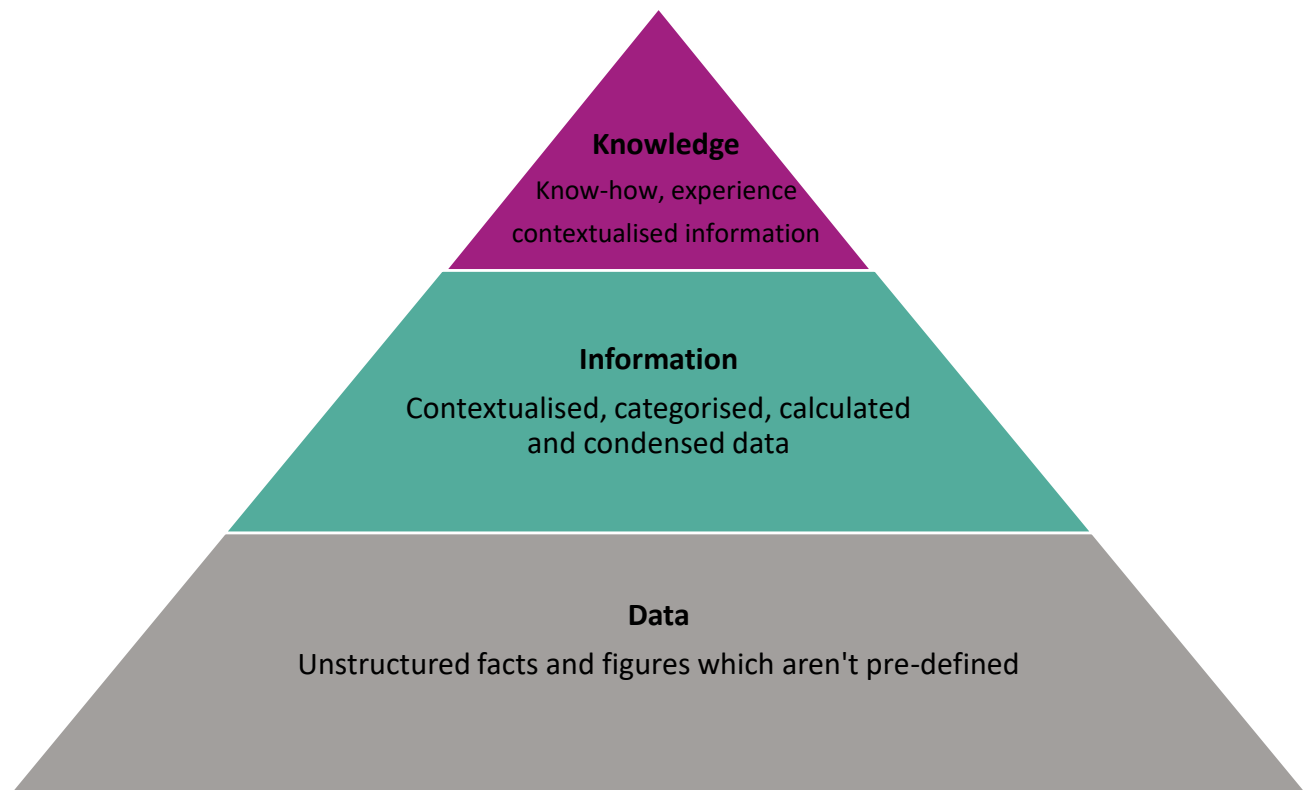 Knowledge
Know-how, experience
contextualised information
Information
Contextualised, categorised, calculated
and condensed data
Data
Unstructured facts and figures which aren't pre-defined